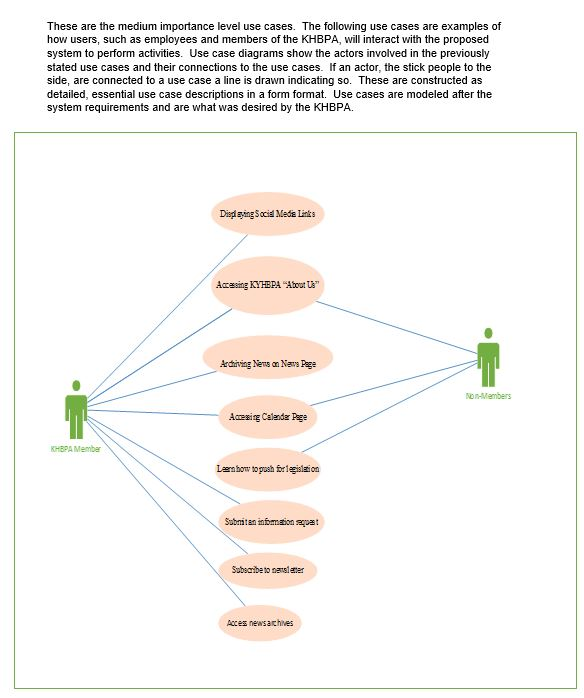 These are the medium importance level use cases.  The following use cases are examples of
how users, such as employees and members of the KHBPA, will interact with the proposed
system to perform activities.  Use case diagrams show the actors involved in the previously
stated use cases and their connections to the use cases.  If an actor, the stick people to the
side, are connected to a use case a line is drawn indicating so.  These are constructed as
detailed, essential use case descriptions in a form format.  Use cases are modeled after the
system requirements and are what was desired by the KHBPA.
Displaying Social Media Links
Accessing KYHBPA “About Us”
Archiving News on News Page
Non-Members
Accessing Calendar Page
KHBPA Member
Learn how to push for legislation
Submit an information request
Subscribe to newsletter
Access news archives